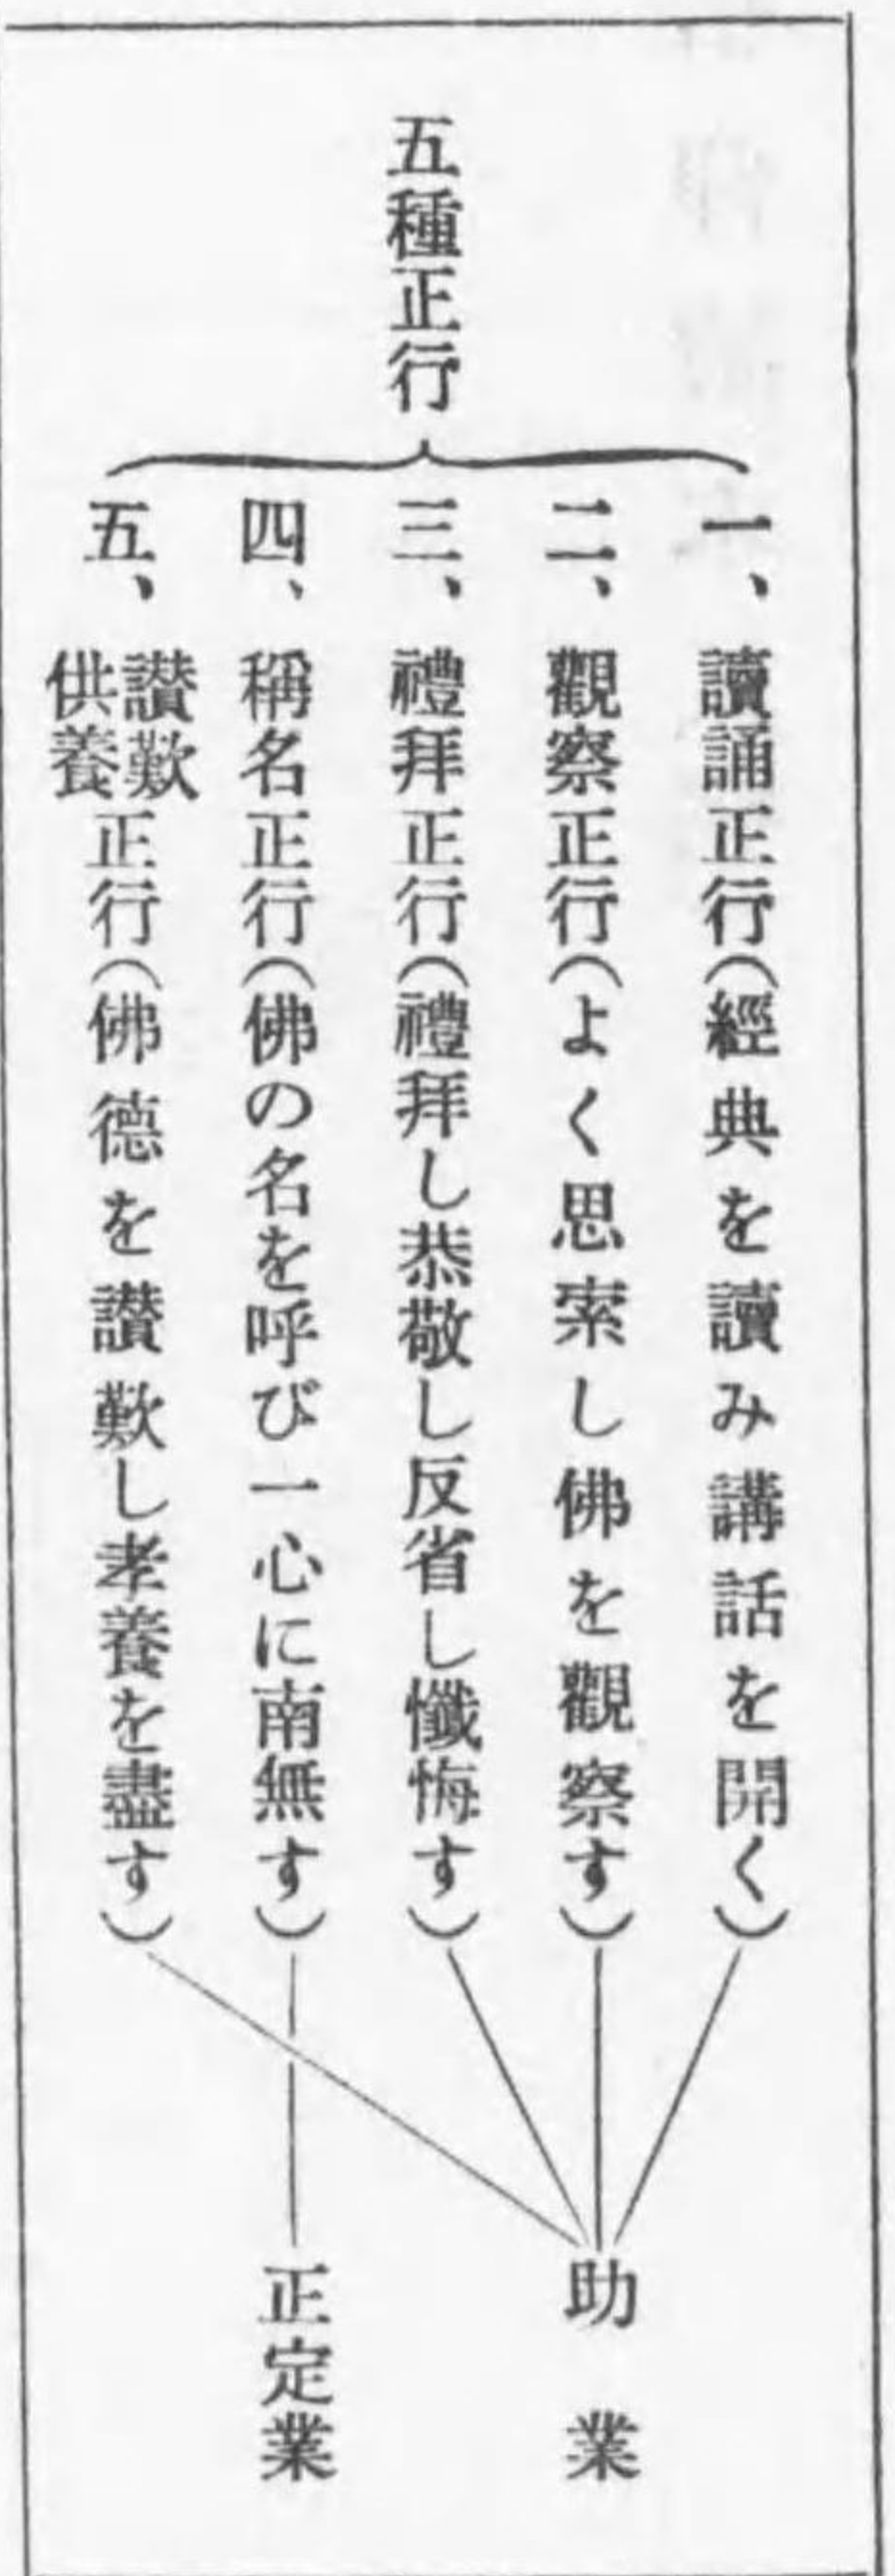 五種正行
一、讀誦正行(經典を讀み講話を開く)
二、觀察正行(よく思索し佛を觀察す)
三、禮拜正行(禮拜し恭敬し反省し懺悔す)
四、稱名正行(佛の名を呼び一心に南無す)
五、讃歎供養正行(佛德を讃歎し孝養を盡す)
助業
正定業